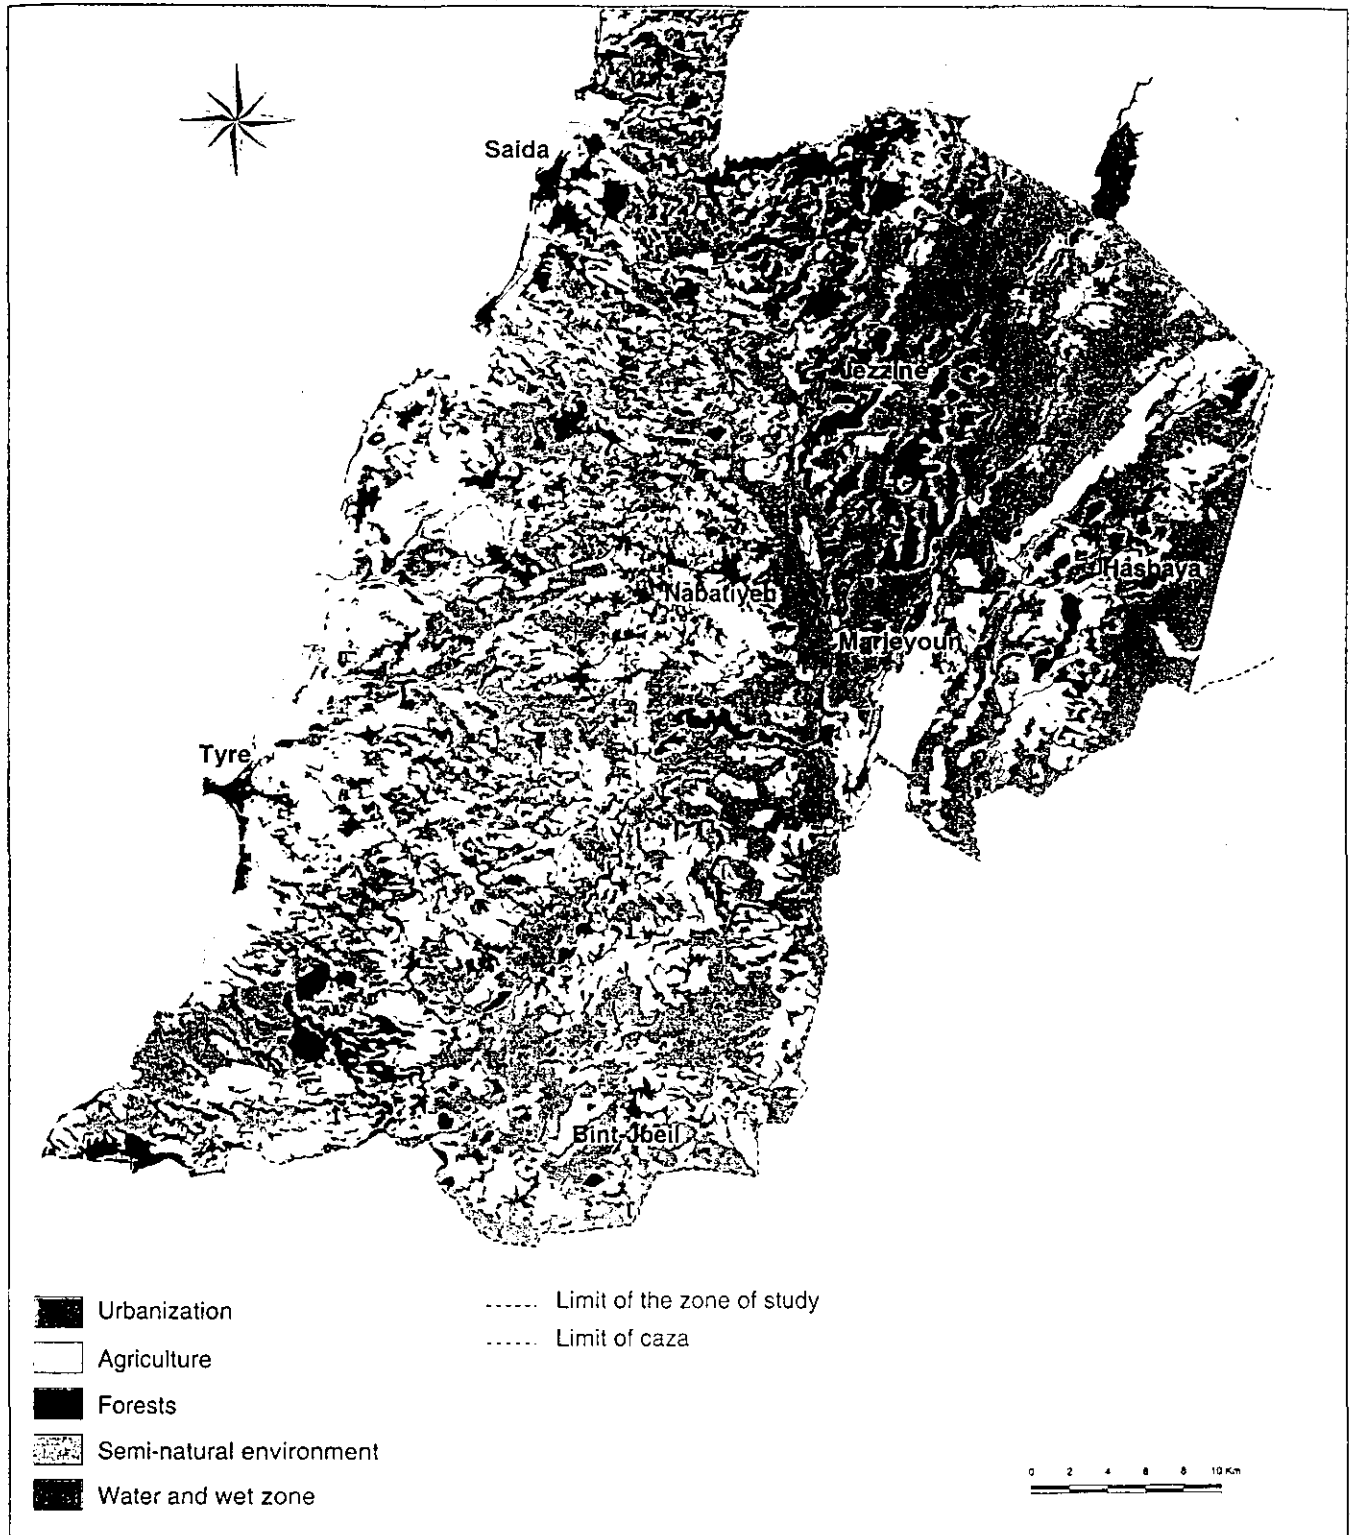 Saida
Jezzine
Hasbaya
Nabatiyeh
Marjeyoun
Tyre
Bint-Jbeil
Urbanization
Agriculture
Forests
Semi-natural environment
Water and wet zone
Limit of the zone of study
Limit of caza
0 2 4 6 8 10 Km